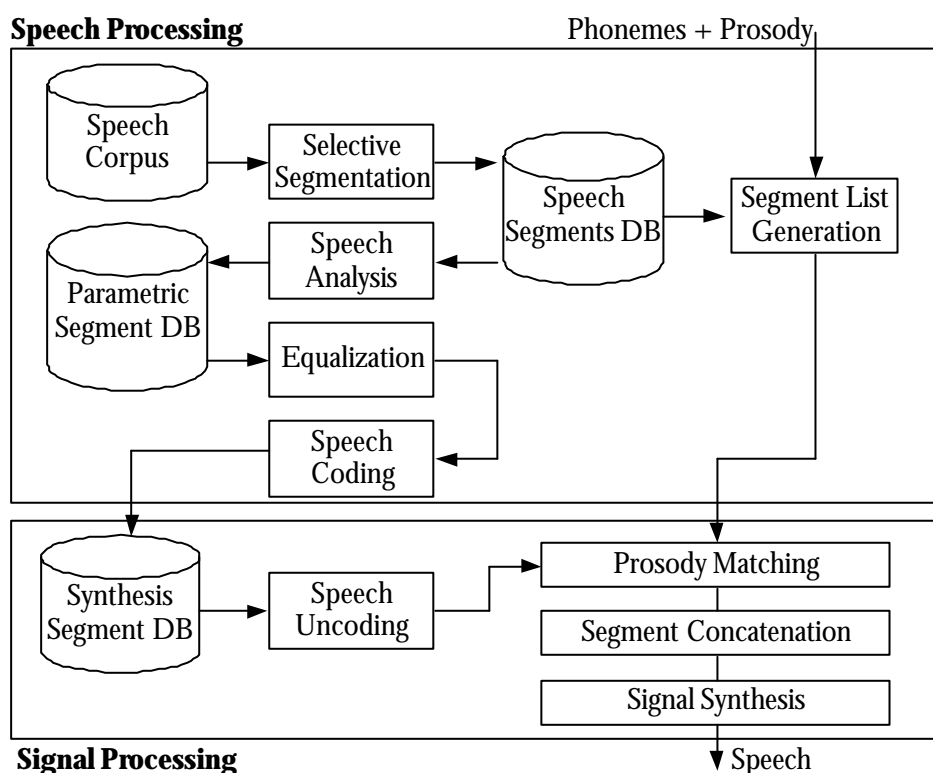 Speech Processing
Phonemes + Prosody
Speech
Corpus
Selective
Segmentation
Speech
Segments DB
Segment List
Generation
Speech
Analysis
Parametric
Segment DB
Equalization
Speech
Coding
Synthesis
Segment DB
Speech
Uncoding
Prosody Matching
Segment Concatenation
Signal Synthesis
Signal Processing
Speech